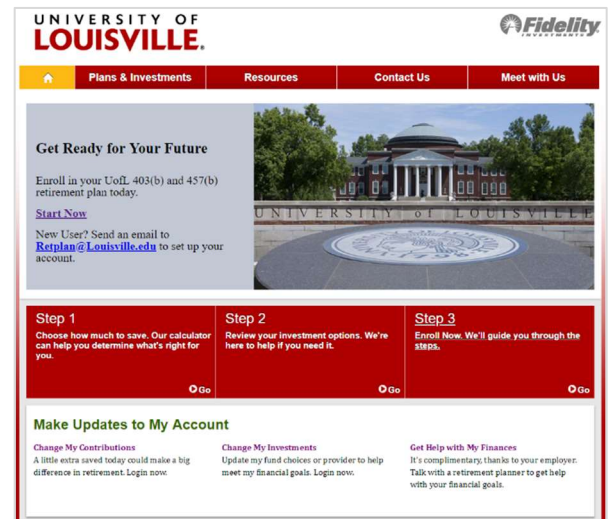 UNIVERSITY OF
LOUISVILLE.
Fidelity
INVESTMENTS
Plans & Investments
Resources
Contact Us
Meet with Us
Get Ready for Your Future
Enroll in your UofL 403(b) and 457(b)
retirement plan today.
Start Now
New User? Send an email to
Retplan@Louisville.edu to set up your
account.
UNIVERSITY of LOUISVILLE
Step 1
Choose how much to save. Our calculator
can help you determine what's right for
you.
Go
Step 2
Review your investment options. We're
here to help if you need it.
Go
Step 3
Enroll Now. We'll guide you through the
steps.
Go
Make Updates to My Account
Change My Contributions
A little extra saved today could make a big
difference in retirement. Login now.
Change My Investments
Update my fund choices or provider to help
meet my financial goals. Login now.
Get Help with My Finances
It's complimentary, thanks to your employer.
Talk with a retirement planner to get help
with your financial goals.